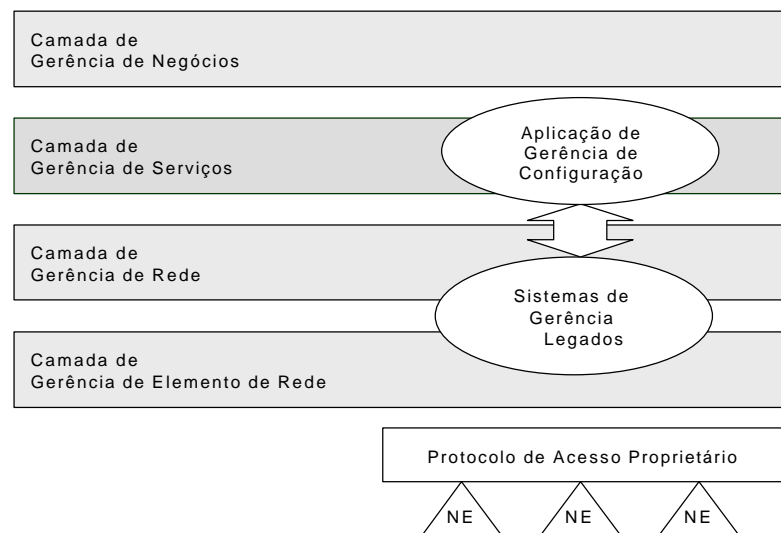 Camada de
Gerência de Negócios
Camada de
Gerência de Serviços
Aplicação de
Gerência de
Configuração
Camada de
Gerência de Rede
Sistemas de
Gerência
Legados
Camada de
Gerência de Elemento de Rede
Protocolo de Acesso Proprietário
NE
NE
NE